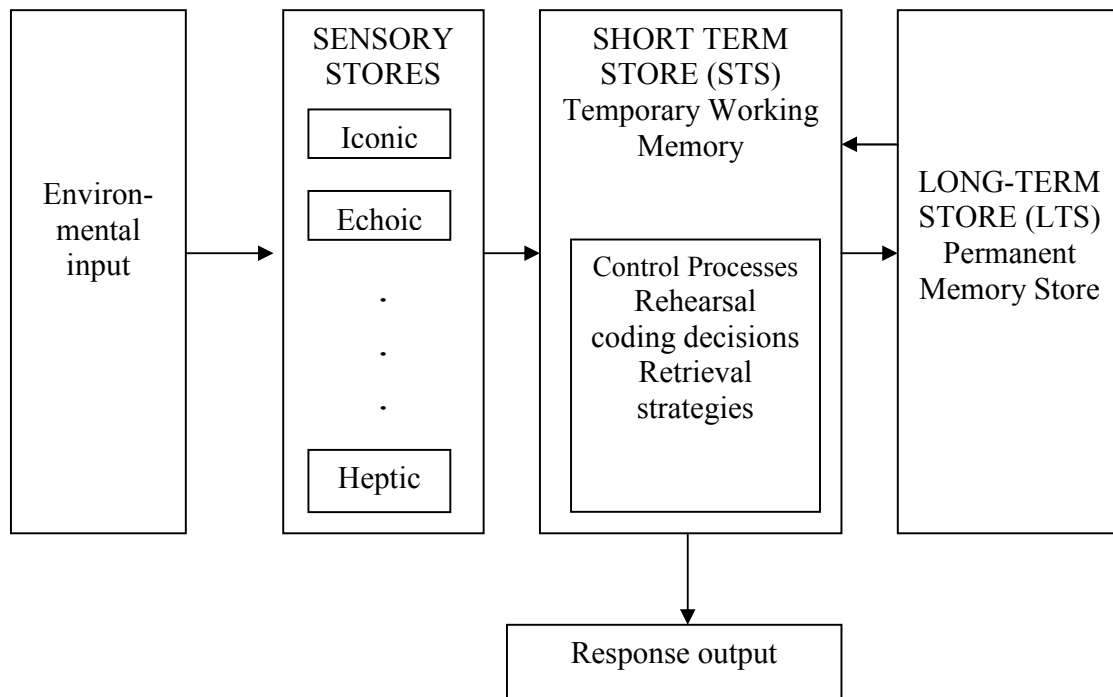 Environ-
mental
input
SENSORY
STORES
Iconic
Echoic
.
.
.
Heptic
SHORT TERM
STORE (STS)
Temporary Working
Memory
Control Processes
Rehearsal
coding decisions
Retrieval
strategies
LONG-TERM
STORE (LTS)
Permanent
Memory Store
Response output